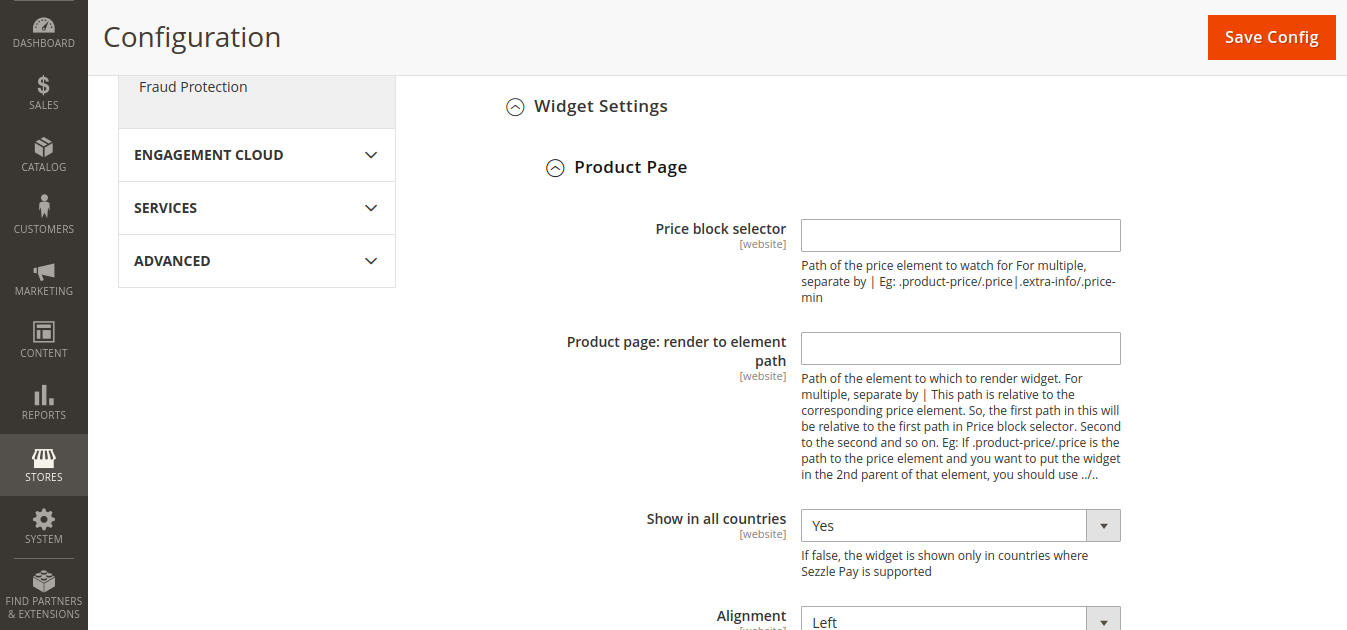 DASHBOARD
SALES
CATALOG
CUSTOMERS
MARKETING
CONTENT
REPORTS
STORES
SYSTEM
FIND PARTNERS
& EXTENSIONS
Configuration
Save Config
Fraud Protection
ENGAGEMENT CLOUD
SERVICES
ADVANCED
Widget Settings
Product Page
Price block selector
[website]
Path of the price element to watch for For multiple,
separate by | Eg: .product-price/.price|.extra-info/.price-
min
Product page: render to element
path
[website]
Path of the element to which to render widget. For
multiple, separate by | This path is relative to the
corresponding price element. So, the first path in this will
be relative to the first path in Price block selector. Second
to the second and so on. Eg: If .product-price/.price is the
path to the price element and you want to put the widget
in the 2nd parent of that element, you should use ../..
Show in all countries
[website]
Yes
If false, the widget is shown only in countries where
Sezzle Pay is supported
Alignment
[website]
Left